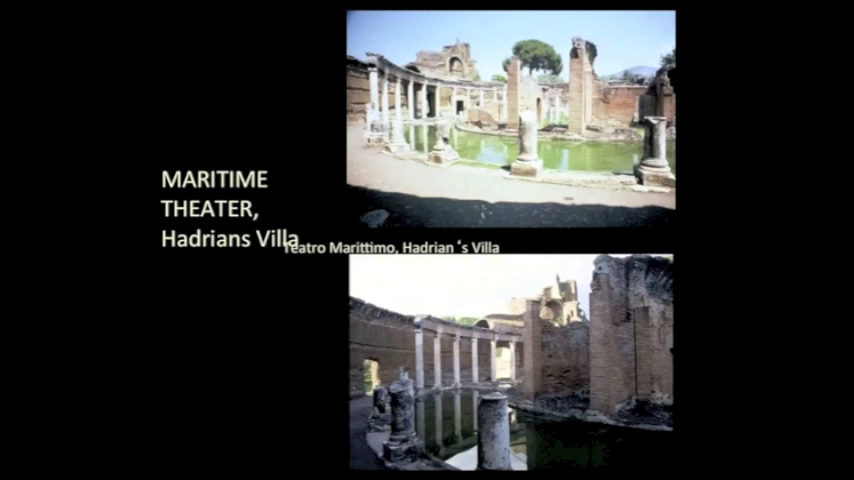 MARITIME
THEATER,
Hadrians Villa
Teatro Marittimo, Hadrian ‘s Villa